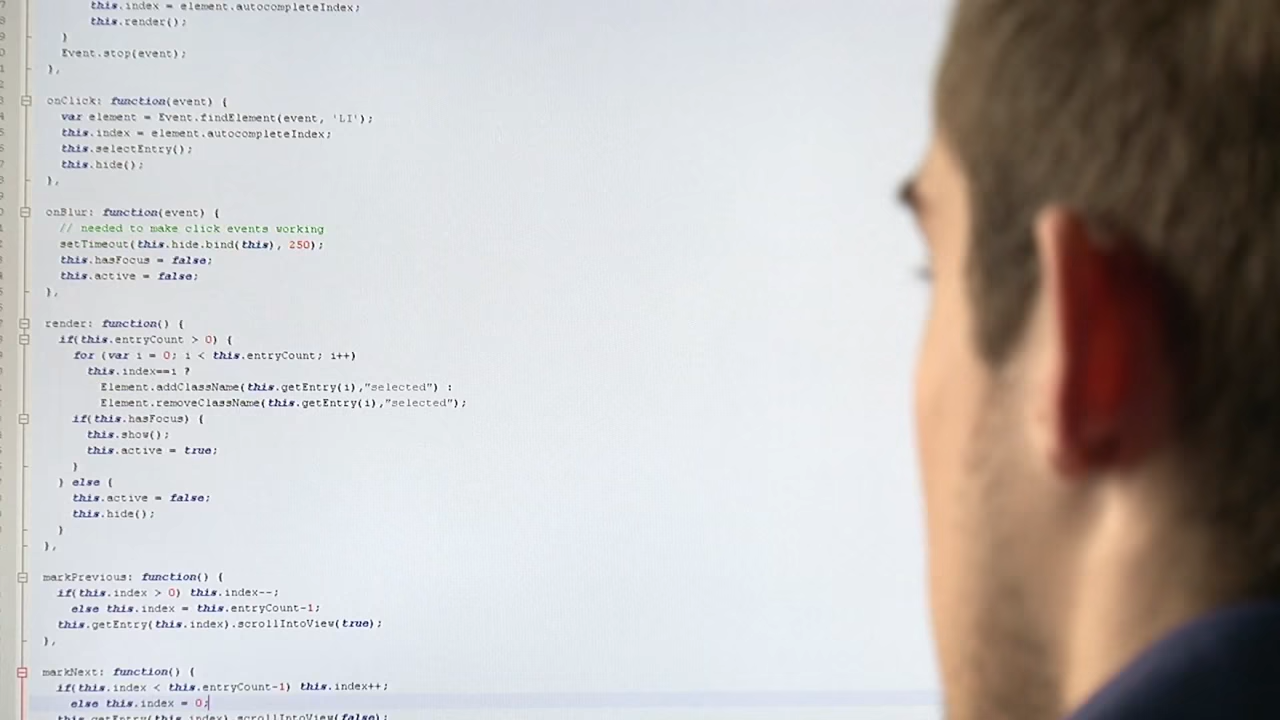 this.index = element.autocompleteIndex;
this.render();
}
Event.stop(event);
},
onClick: function(event) {
var element = Event.findElement(event, 'LI');
this.index = element.autocompleteIndex;
this.selectEntry();
this.hide();
},
onBlur: function(event) {
// needed to make click events working
setTimeout(this.hide.bind(this), 250);
this.hasFocus = false;
this.active = false;
},
render: function() {
if(this.entryCount > 0) {
for (var i = 0; i < this.entryCount; i++)
this.index==i ?
Element.addClassName(this.getEntry(i),"selected") :
Element.removeClassName(this.getEntry(i),"selected");
if(this.hasFocus) {
this.show();
this.active = true;
}
} else {
this.active = false;
this.hide();
}
},
markPrevious: function() {
if(this.index > 0) this.index--;
else this.index = this.entryCount-1;
this.getEntry(this.index).scrollIntoView(true);
},
markNext: function() {
if(this.index < this.entryCount-1) this.index++;
else this.index = 0;
this.getEntry(this.index).scrollIntoView(false);